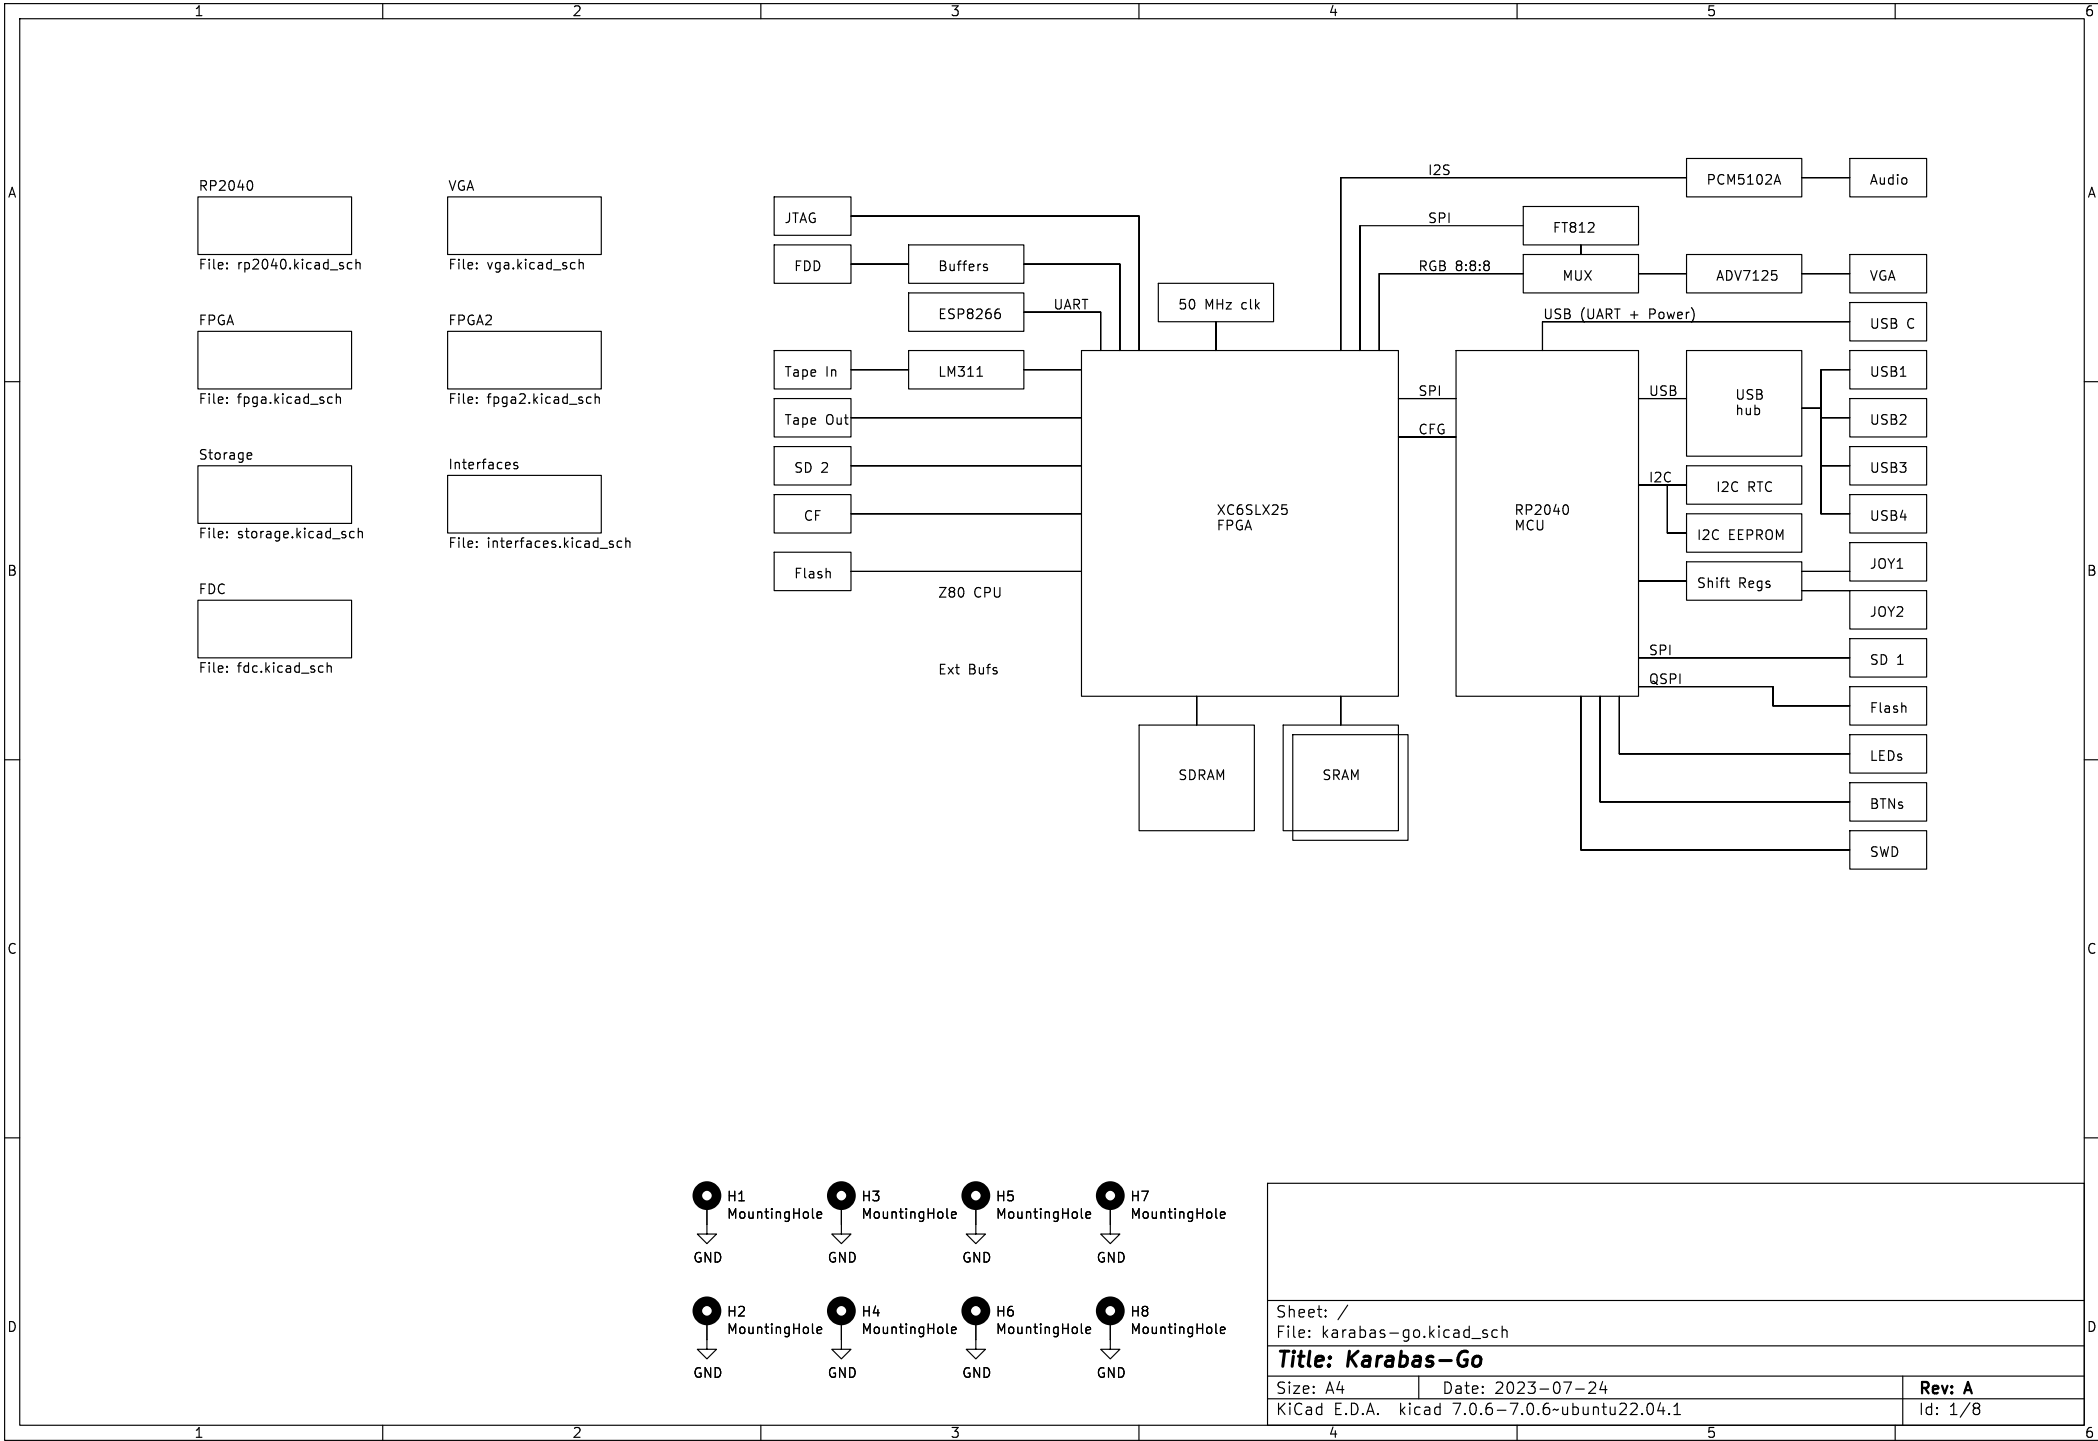 1 2 3 4 5 6
A A
RP2040
File: rp2040.kicad_sch
VGA
File: vga.kicad_sch
FPGA
File: fpga.kicad_sch
FPGA2
File: fpga2.kicad_sch
Storage
File: storage.kicad_sch
Interfaces
File: interfaces.kicad_sch
FDC
File: fdc.kicad_sch
JTAG
FDD
Buffers
ESP8266
UART
50 MHz clk
Tape In
LM311
Tape Out
SD 2
CF
Flash
Z80 CPU
Ext Bufs
XC6SLX25
FPGA
SDRAM
SRAM
I2S
PCM5102A
Audio
SPI
FT812
RGB 8:8:8
MUX
ADV7125
VGA
USB (UART + Power)
USB C
SPI
CFG
RP2040
MCU
USB
USB
hub
USB1
USB2
USB3
USB4
I2C
I2C RTC
I2C EEPROM
Shift Regs
JOY1
JOY2
SPI
SD 1
QSPI
Flash
LEDs
BTNs
SWD
B B
C C
D D
H1
MountingHole
GND
H3
MountingHole
GND
H5
MountingHole
GND
H7
MountingHole
GND
H2
MountingHole
GND
H4
MountingHole
GND
H6
MountingHole
GND
H8
MountingHole
GND
Sheet: /
File: karabas-go.kicad_sch
Title: Karabas-Go
Size: A4 Date: 2023-07-24 Rev: A
KiCad E.D.A. kicad 7.0.6-7.0.6~ubuntu22.04.1 Id: 1/8
1 2 3 4 5 6